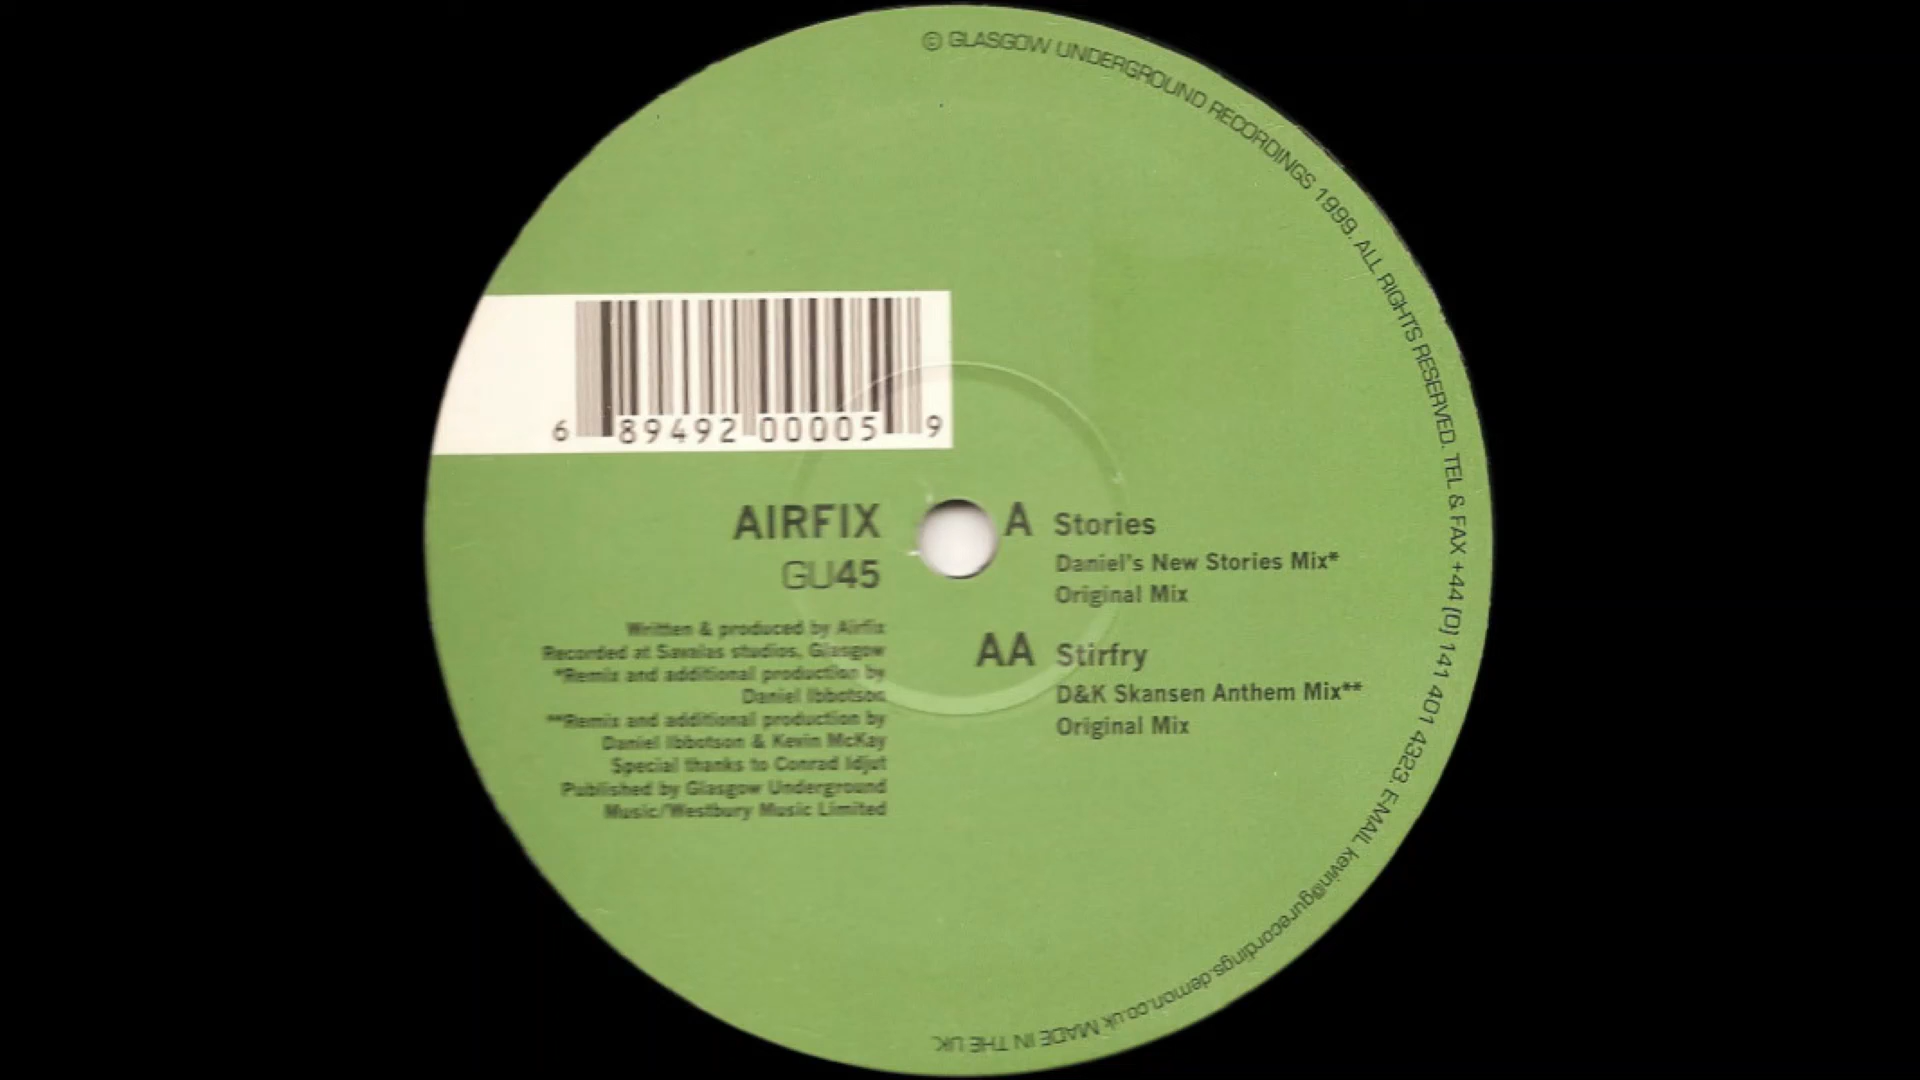 © GLASGOW UNDERGROUND RECORDINGS 1999. ALL RIGHTS RESERVED. TEL & FAX +44 (0) 141 401 4323. E-MAIL kevin@gurecordings.demon.co.uk MADE IN THE UK.
6 89492 00005 9
AIRFIX
GU45
Written & produced by Airfix
Recorded at Savalas studios, Glasgow
*Remix and additional production by
Daniel Ibbotson
**Remix and additional production by
Daniel Ibbotson & Kevin McKay
Special thanks to Conrad Idjut
Published by Glasgow Underground
Music/Westbury Music Limited
A Stories
Daniel's New Stories Mix*
Original Mix
AA Stirfry
D&K Skansen Anthem Mix**
Original Mix